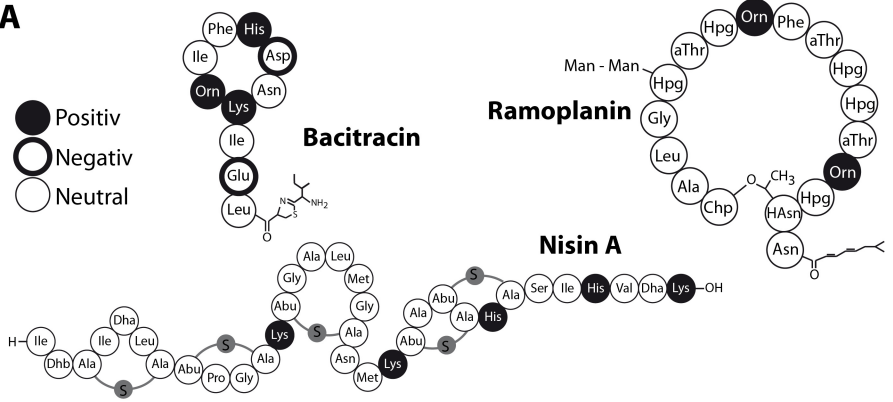 A
Positiv
Negativ
Neutral
Bacitracin
Phe
His
Asp
Asn
Lys
Orn
Ile
Ile
Glu
Leu
O
N
S
NH2
Ramoplanin
Man - Man
Hpg
aThr
Hpg
Orn
Phe
aThr
Hpg
Hpg
aThr
Orn
Hpg
HAsn
Asn
O
CH3
O
Chp
Ala
Leu
Gly
Nisin A
H
Ile
Dhb
Ala
Ile
Dha
Leu
Ala
S
Abu
S
Pro
Gly
Ala
Lys
Abu
Gly
Ala
Leu
Met
Gly
Ala
S
Asn
Met
Lys
Abu
Ala
Abu
S
Ala
S
His
Ala
Ser
Ile
His
Val
Dha
Lys
OH